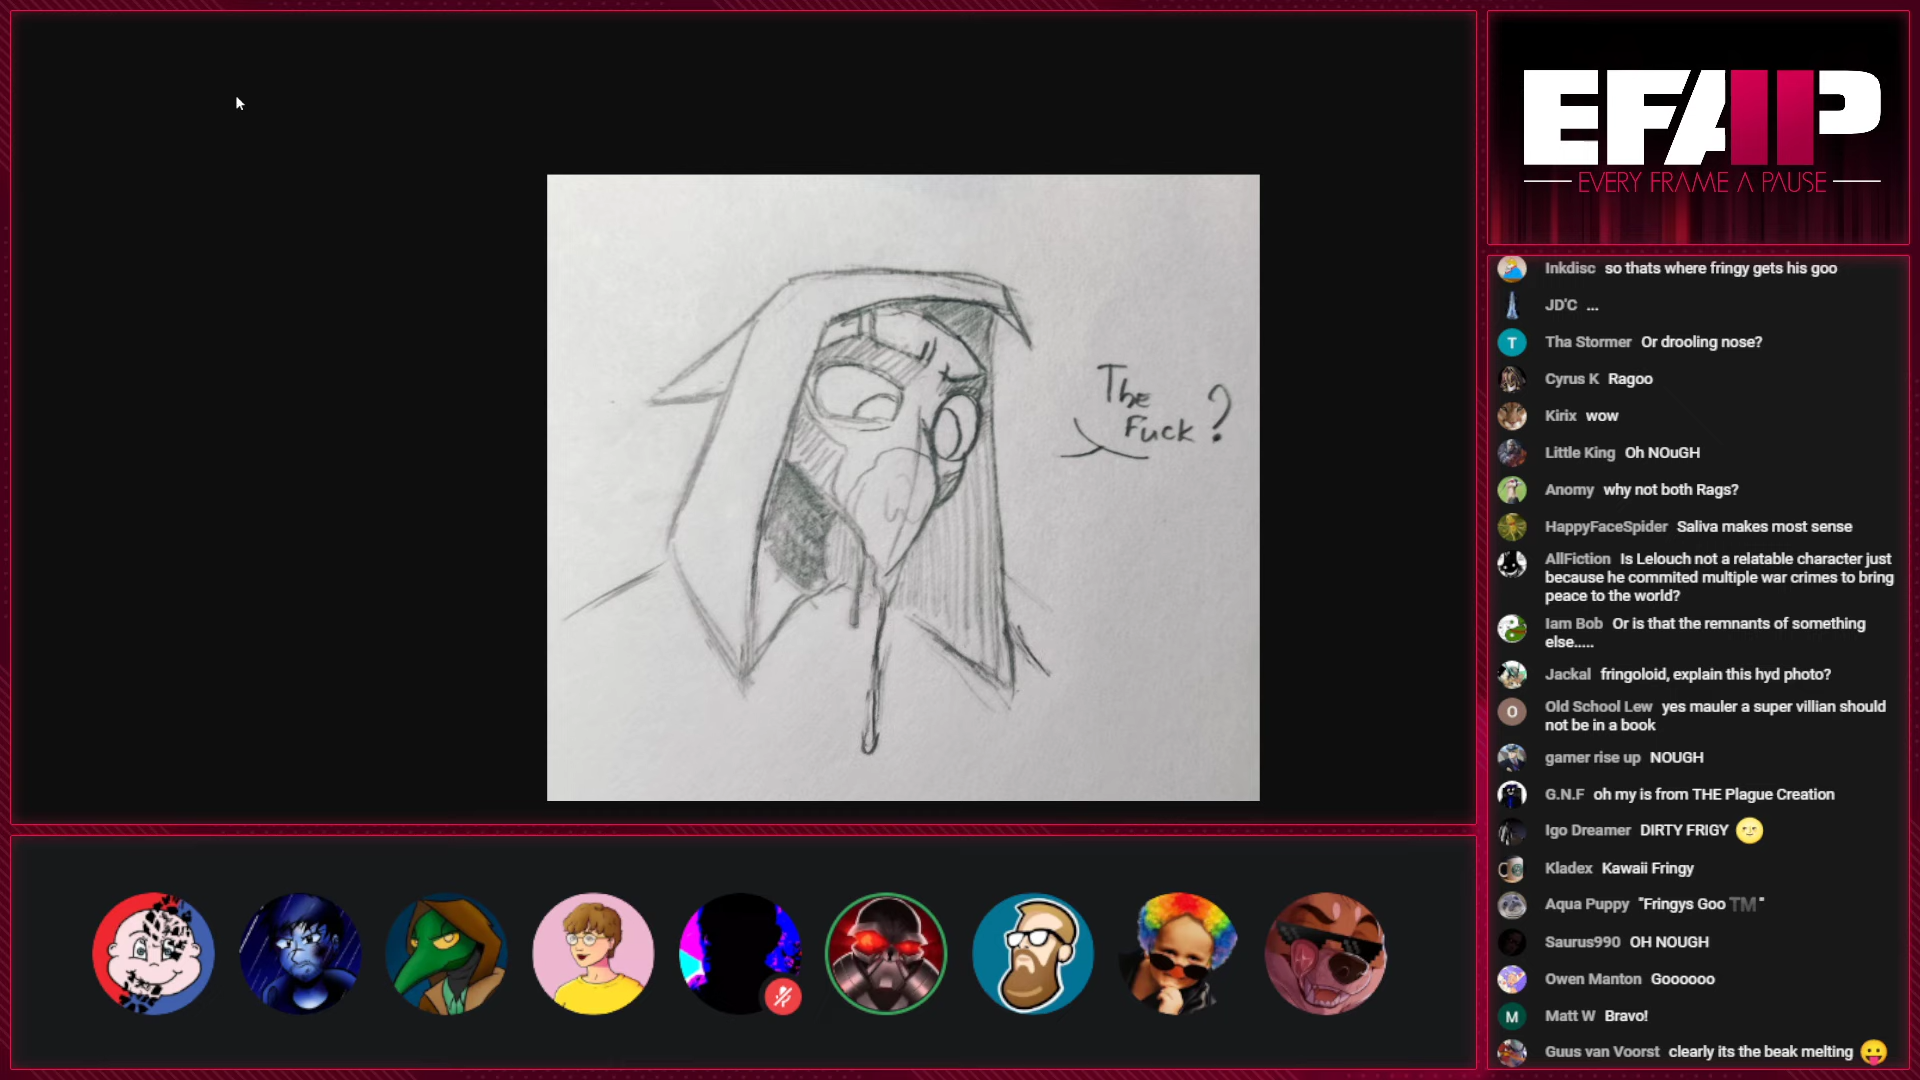 The
Fuck ?
EFAP
EVERY FRAME A PAUSE
Inkdisc so thats where fringy gets his goo
JD'C ...
T Tha Stormer Or drooling nose?
Cyrus K Ragoo
Kirix wow
Little King Oh NOuGH
Anomy why not both Rags?
HappyFaceSpider Saliva makes most sense
AllFiction Is Lelouch not a relatable character just
because he commited multiple war crimes to bring
peace to the world?
Iam Bob Or is that the remnants of something
else.....
Jackal fringoloid, explain this hyd photo?
O Old School Lew yes mauler a super villian should
not be in a book
gamer rise up NOUGH
G.N.F oh my is from THE Plague Creation
Igo Dreamer DIRTY FRIGY
Kladex Kawaii Fringy
Aqua Puppy "Fringys Goo TM"
Saurus990 OH NOUGH
Owen Manton Goooooo
M Matt W Bravo!
Guus van Voorst clearly its the beak melting